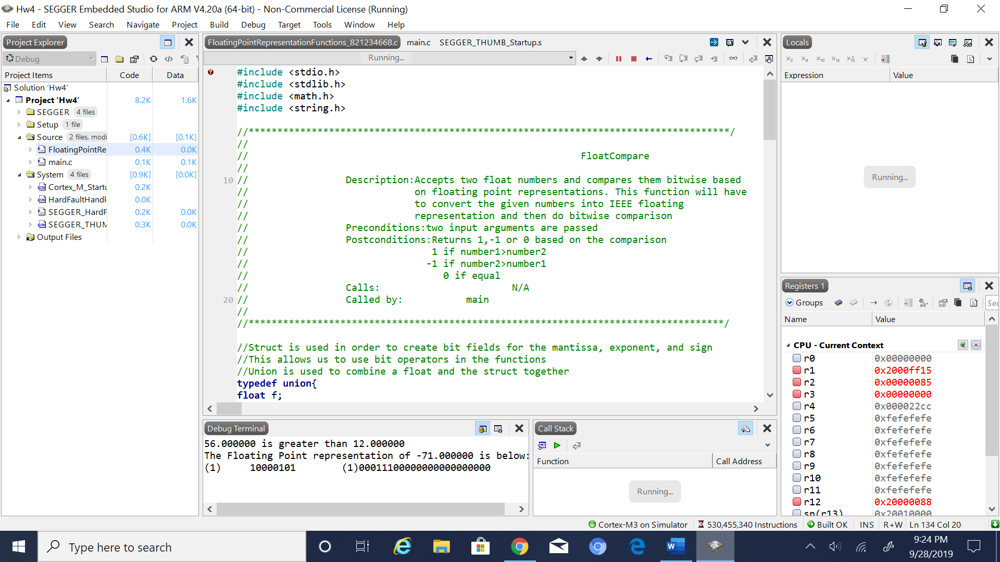 Hw4 - SEGGER Embedded Studio for ARM V4.20a (64-bit) - Non-Commercial License (Running)
File Edit View Search Navigate Project Build Debug Target Tools Window Help
Project Explorer
Debug
Project Items Code Data
Solution 'Hw4'
Project 'Hw4' 8.2K 1.6K
SEGGER 4 files
Setup 1 file
Source 2 files, modi [0.6K] [0.1K]
FloatingPointRe 0.4K 0.0K
main.c 0.1K 0.1K
System 4 files [0.9K] [0.0K]
Cortex_M_Startu 0.2K
HardFaultHandl 0.0K
SEGGER_HardF 0.2K 0.0K
SEGGER_THUM 0.3K 0.0K
Output Files
FloatingPointRepresentationFunctions_821234668.c main.c SEGGER_THUMB_Startup.s
Running...
#include <stdio.h>
#include <stdlib.h>
#include <math.h>
#include <string.h>
//************************************************************************************/
//
// FloatCompare
//
10 // Description:Accepts two float numbers and compares them bitwise based
// on floating point representations. This function will have
// to convert the given numbers into IEEE floating
// representation and then do bitwise comparison
// Preconditions:two input arguments are passed
// Postconditions:Returns 1,-1 or 0 based on the comparison
// 1 if number1>number2
// -1 if number2>number1
// 0 if equal
// Calls: N/A
20 // Called by: main
//
//***********************************************************************************/
//Struct is used in order to create bit fields for the mantissa, exponent, and sign
//This allows us to use bit operators in the functions
//Union is used to combine a float and the struct together
typedef union{
float f;
Debug Terminal
56.000000 is greater than 12.000000
The Floating Point representation of -71.000000 is below:
(1) 10000101 (1)00011100000000000000000
Call Stack
Function Call Address
Running...
Locals
x2 x8 x10 x16 x±10 'x'
Expression Value
Running...
Registers 1
Groups Sec
Name Value
CPU - Current Context
r0 0x00000000
r1 0x2000ff15
r2 0x00000085
r3 0x00000000
r4 0x000022cc
r5 0xfefefefe
r6 0xfefefefe
r7 0xfefefefe
r8 0xfefefefe
r9 0xfefefefe
r10 0xfefefefe
r11 0xfefefefe
r12 0x20000088
sp(r13) 0x20010000
Cortex-M3 on Simulator 530,455,340 Instructions Built OK INS R+W Ln 134 Col 20
Type here to search
9:24 PM
9/28/2019